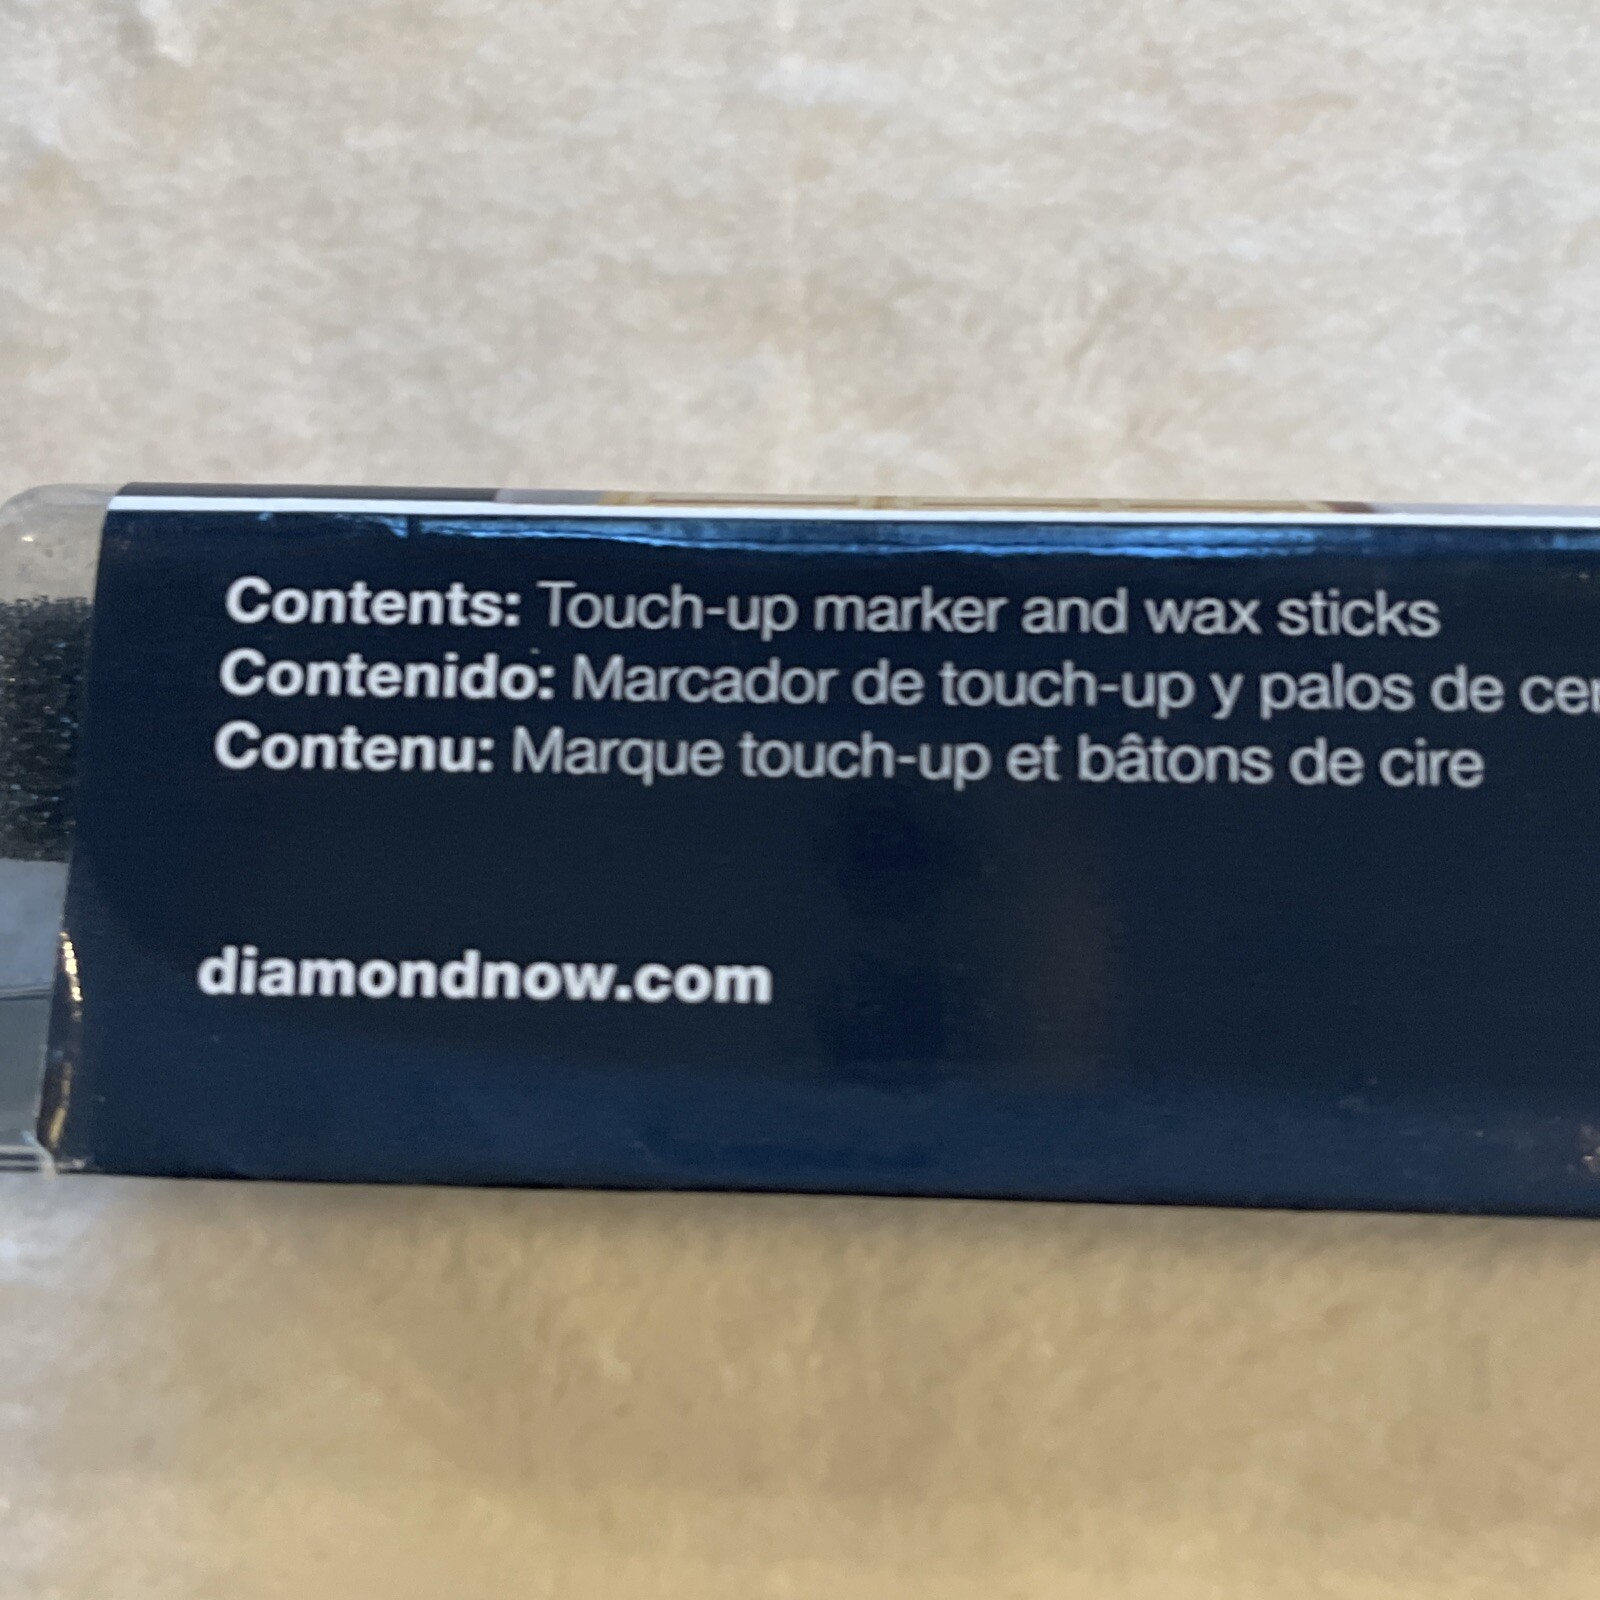 Contents: Touch-up marker and wax sticks
Contenido: Marcador de touch-up y palos de
Contenu: Marque touch-up et bâtons de cire
diamondnow.com